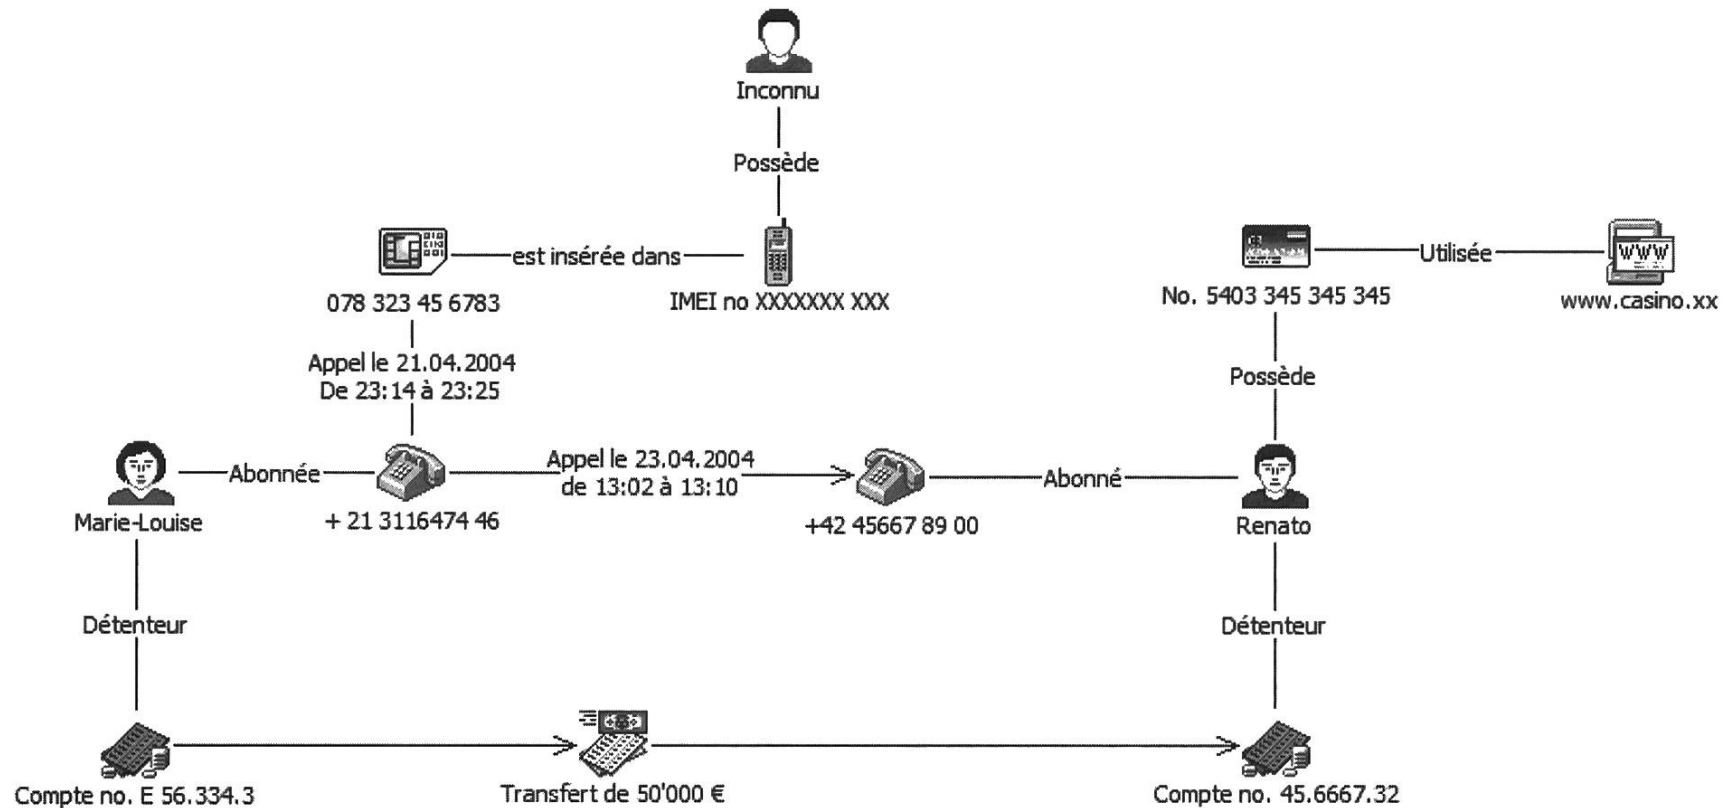 Inconnu
Possède
est insérée dans
078 323 45 6783
IMEI no XXXXXXX XXX
Utilisée
WWW
No. 5403 345 345 345
www.casino.xx
Appel le 21.04.2004
De 23:14 à 23:25
Possède
Abonnée
Appel le 23.04.2004
de 13:02 à 13:10
Abonné
Marie-Louise
+ 21 3116474 46
+42 45667 89 00
Renato
Détenteur
Détenteur
Compte no. E 56.334.3
Transfert de 50'000 €
Compte no. 45.6667.32